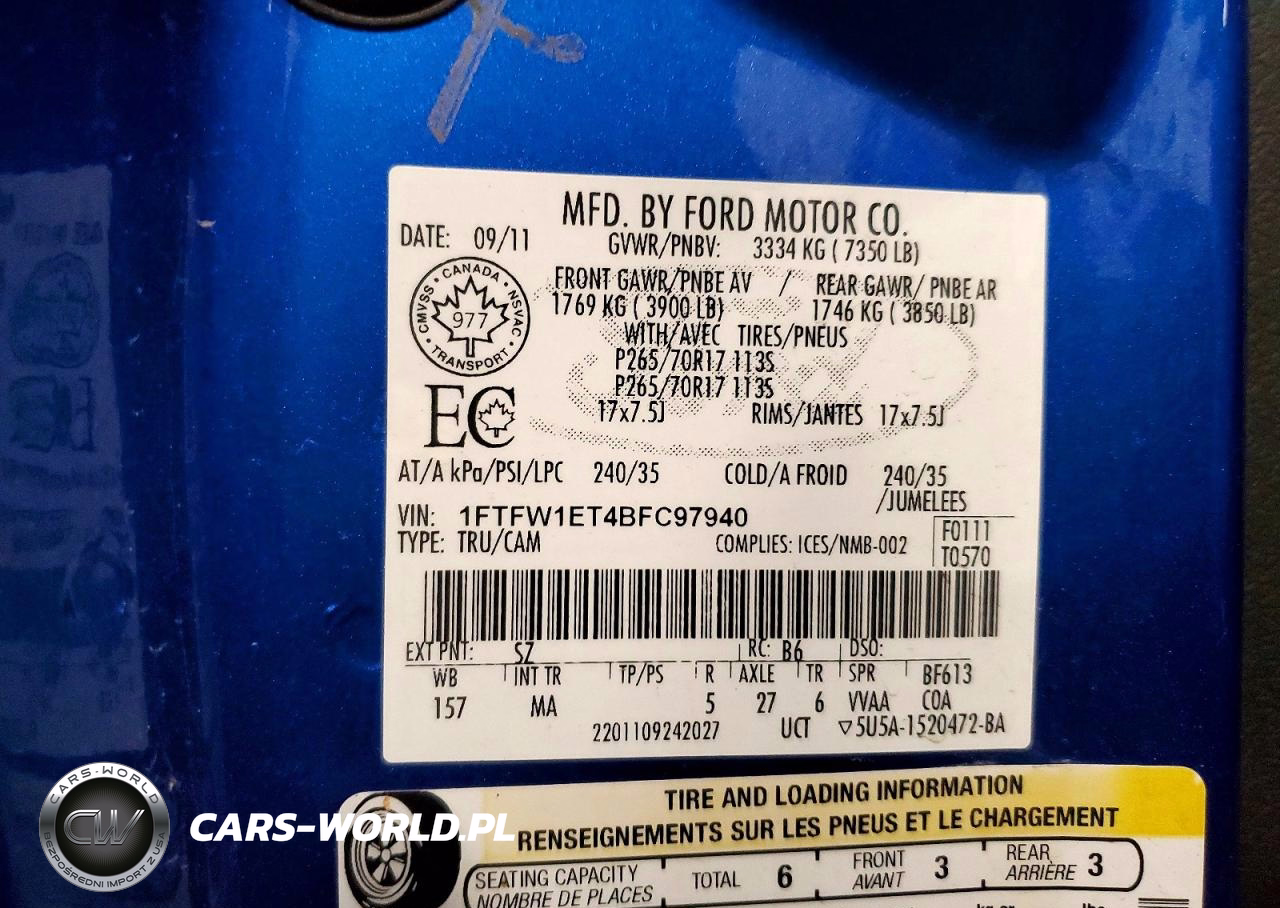 MFD. BY FORD MOTOR CO.
DATE: 09/11 GVWR/PNBV: 3334 KG ( 7350 LB)
FRONT GAWR/PNBE AV / REAR GAWR/ PNBE AR
1769 KG ( 3900 LB) 1746 KG ( 3850 LB)
WITH/AVEC TIRES/PNEUS
P265/70R17 113S
P265/70R17 113S
17x7.5J RIMS/JANTES 17x7.5J
CANADA • NSVAC • TRANSPORT • CMVSS •
977
EC
AT/A kPa/PSI/LPC 240/35 COLD/A FROID 240/35
/JUMELEES
VIN: 1FTFW1ET4BFC97940 F0111
TYPE: TRU/CAM COMPLIES: ICES/NMB-002 T0570
EXT PNT: SZ RC: B6 DSO:
WB INT TR TP/PS R AXLE TR SPR BF613
157 MA 5 27 6 VVAA COA
2201109242027 UCT ▽5U5A-1520472-BA
TIRE AND LOADING INFORMATION
RENSEIGNEMENTS SUR LES PNEUS ET LE CHARGEMENT
SEATING CAPACITY TOTAL 6 FRONT 3 REAR 3
NOMBRE DE PLACES AVANT ARRIÈRE
CARS-WORLD
CW
BEZPOŚREDNI IMPORT Z USA
CARS-WORLD.PL